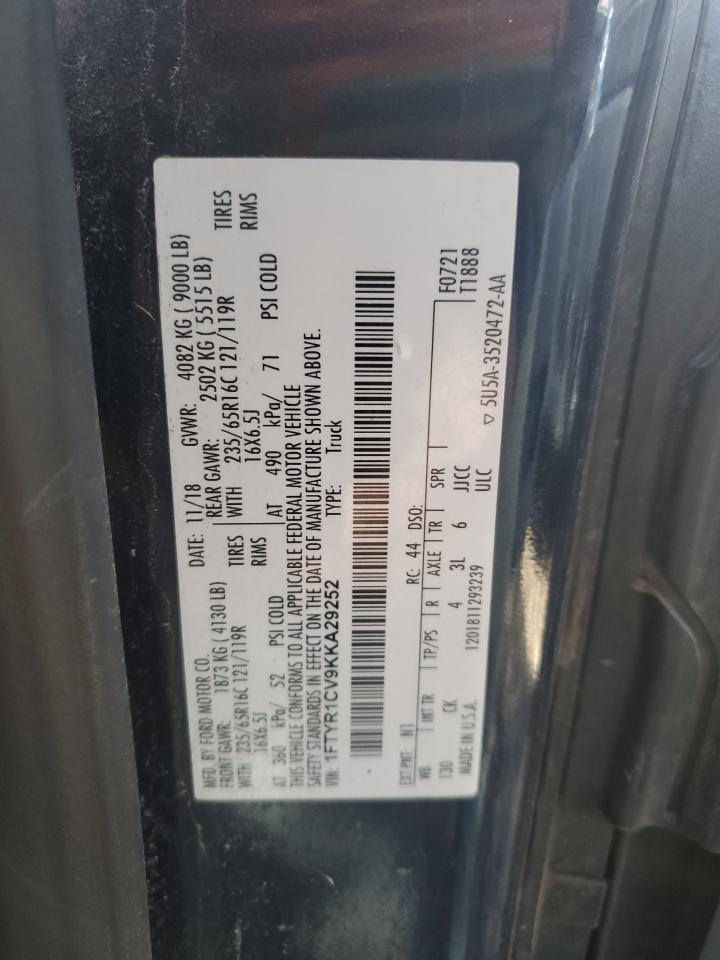 MFD. BY FORD MOTOR CO. DATE: 11/18 GVWR: 4082 KG ( 9000 LB)
FRONT GAWR: 1873 KG ( 4130 LB) REAR GAWR: 2502 KG ( 5515 LB)
WITH 235/65R16C 121/119R TIRES WITH 235/65R16C 121/119R TIRES
16X6.5J RIMS 16X6.5J RIMS
AT 360 kPa/ 52 PSI COLD AT 490 kPa/ 71 PSI COLD
THIS VEHICLE CONFORMS TO ALL APPLICABLE FEDERAL MOTOR VEHICLE
SAFETY STANDARDS IN EFFECT ON THE DATE OF MANUFACTURE SHOWN ABOVE.
VIN: 1FTYR1CV9KKA29252 TYPE: Truck
EXT PNT: N1 RC: 44 DSO:
WB INT TR TP/PS R AXLE TR SPR F0721
130 CK 4 3L 6 JJCC T1888
MADE IN U.S.A. 1201811293239 ULC
▽ 5U5A-3520472-AA